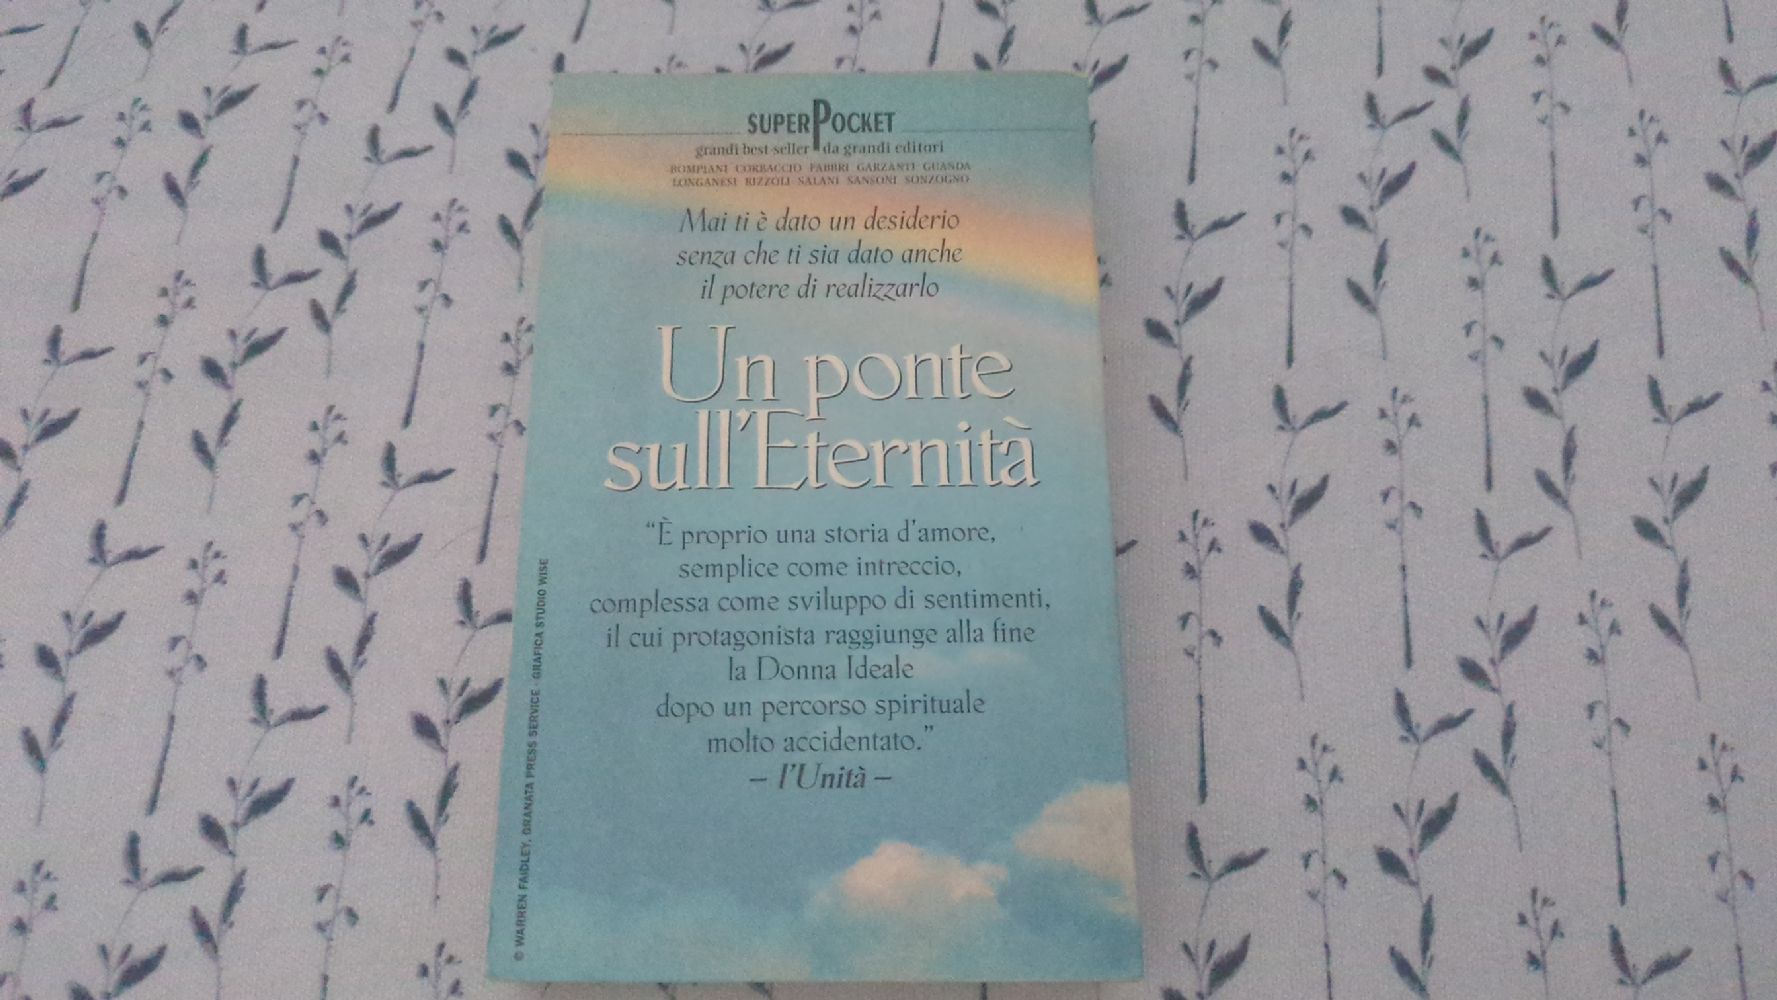 SUPERPOCKET
grandi best-seller da grandi editori
BOMPIANI CORBACCIO FABBRI GARZANTI GUANDA
LONGANESI RIZZOLI SALANI SANSONI SONZOGNO
Mai ti è dato un desiderio
senza che ti sia dato anche
il potere di realizzarlo
Un ponte
sull'Eternità
“È proprio una storia d'amore,
semplice come intreccio,
complessa come sviluppo di sentimenti,
il cui protagonista raggiunge alla fine
la Donna Ideale
dopo un percorso spirituale
molto accidentato.”
– l'Unità –
© WARREN FAIDLEY, GRANATA PRESS SERVICE - GRAFICA STUDIO WISE